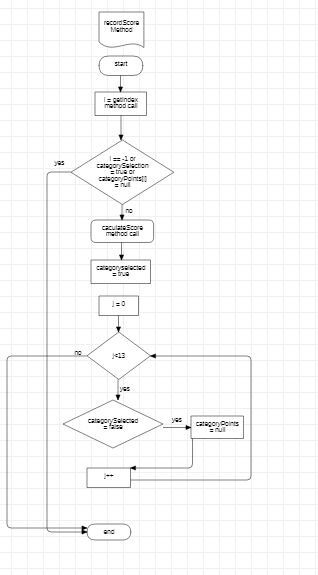 recordScore
Method
start
i = getIndex
method call
i == -1 or
categorySelection
= true or
categoryPoints[i]
= null
yes
no
caculateScore
method call
categoryselected
= true
j = 0
j<13
no
yes
categorySelected
= false
yes
categoryPoints
= null
j++
end